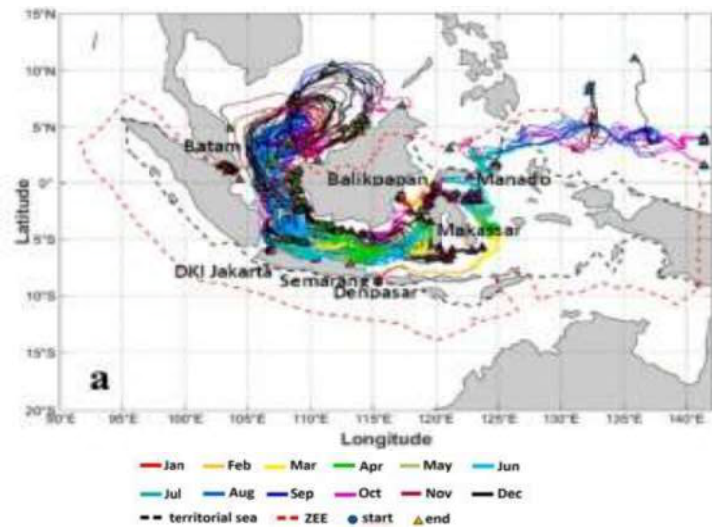 15°N
10°N
5°N
0°
5°S
10°S
15°S
20°S
Latitude
Batam
Balikpapan
Manado
Makassar
DKI Jakarta
Semarang
Denpasar
a
90°E 95°E 100°E 105°E 110°E 115°E 120°E 125°E 130°E 135°E 140°E
Longitude
Jan Feb Mar Apr May Jun
Jul Aug Sep Oct Nov Dec
territorial sea ZEE start end